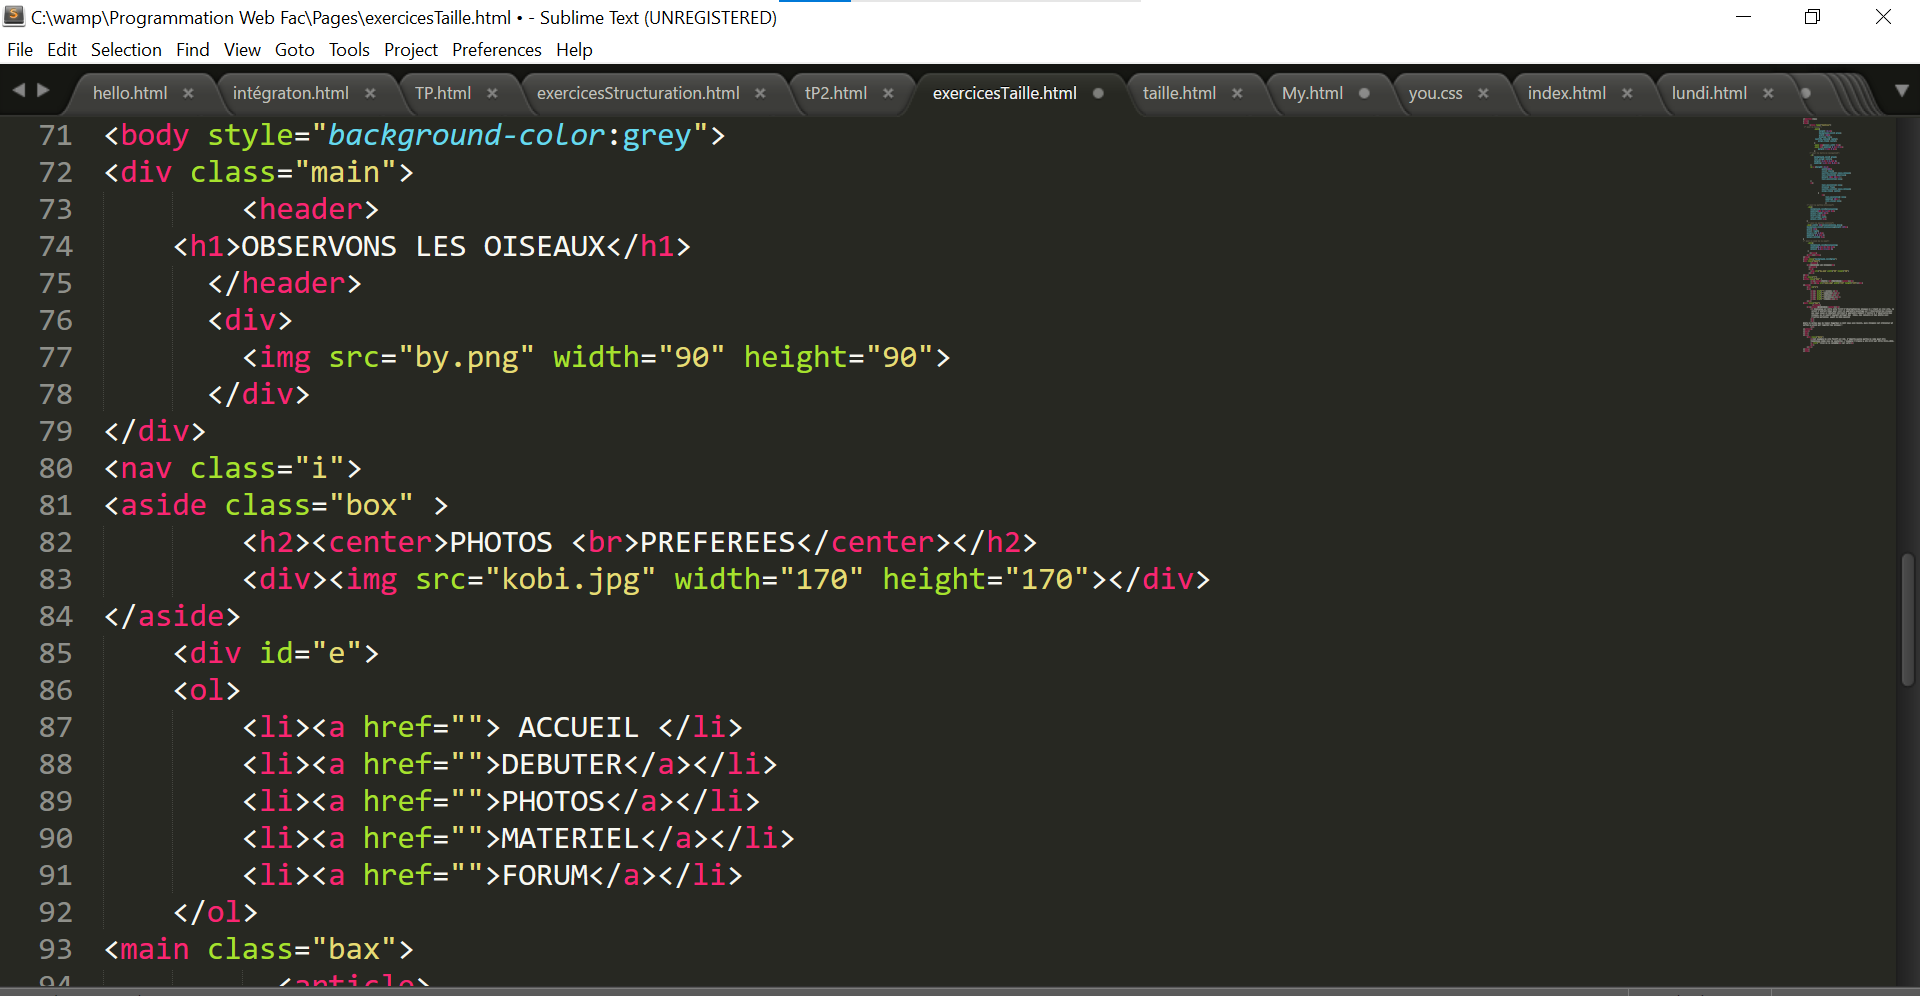 C:\wamp\Programmation Web Fac\Pages\exercicesTaille.html • - Sublime Text (UNREGISTERED)
File Edit Selection Find View Goto Tools Project Preferences Help
hello.html intégraton.html TP.html exercicesStructuration.html tP2.html exercicesTaille.html taille.html My.html you.css index.html lundi.html
71 <body style="background-color:grey">
72 <div class="main">
73 <header>
74 <h1>OBSERVONS LES OISEAUX</h1>
75 </header>
76 <div>
77 <img src="by.png" width="90" height="90">
78 </div>
79 </div>
80 <nav class="i">
81 <aside class="box" >
82 <h2><center>PHOTOS <br>PREFEREES</center></h2>
83 <div><img src="kobi.jpg" width="170" height="170"></div>
84 </aside>
85 <div id="e">
86 <ol>
87 <li><a href=""> ACCUEIL </li>
88 <li><a href="">DEBUTER</a></li>
89 <li><a href="">PHOTOS</a></li>
90 <li><a href="">MATERIEL</a></li>
91 <li><a href="">FORUM</a></li>
92 </ol>
93 <main class="bax">
94 <article>